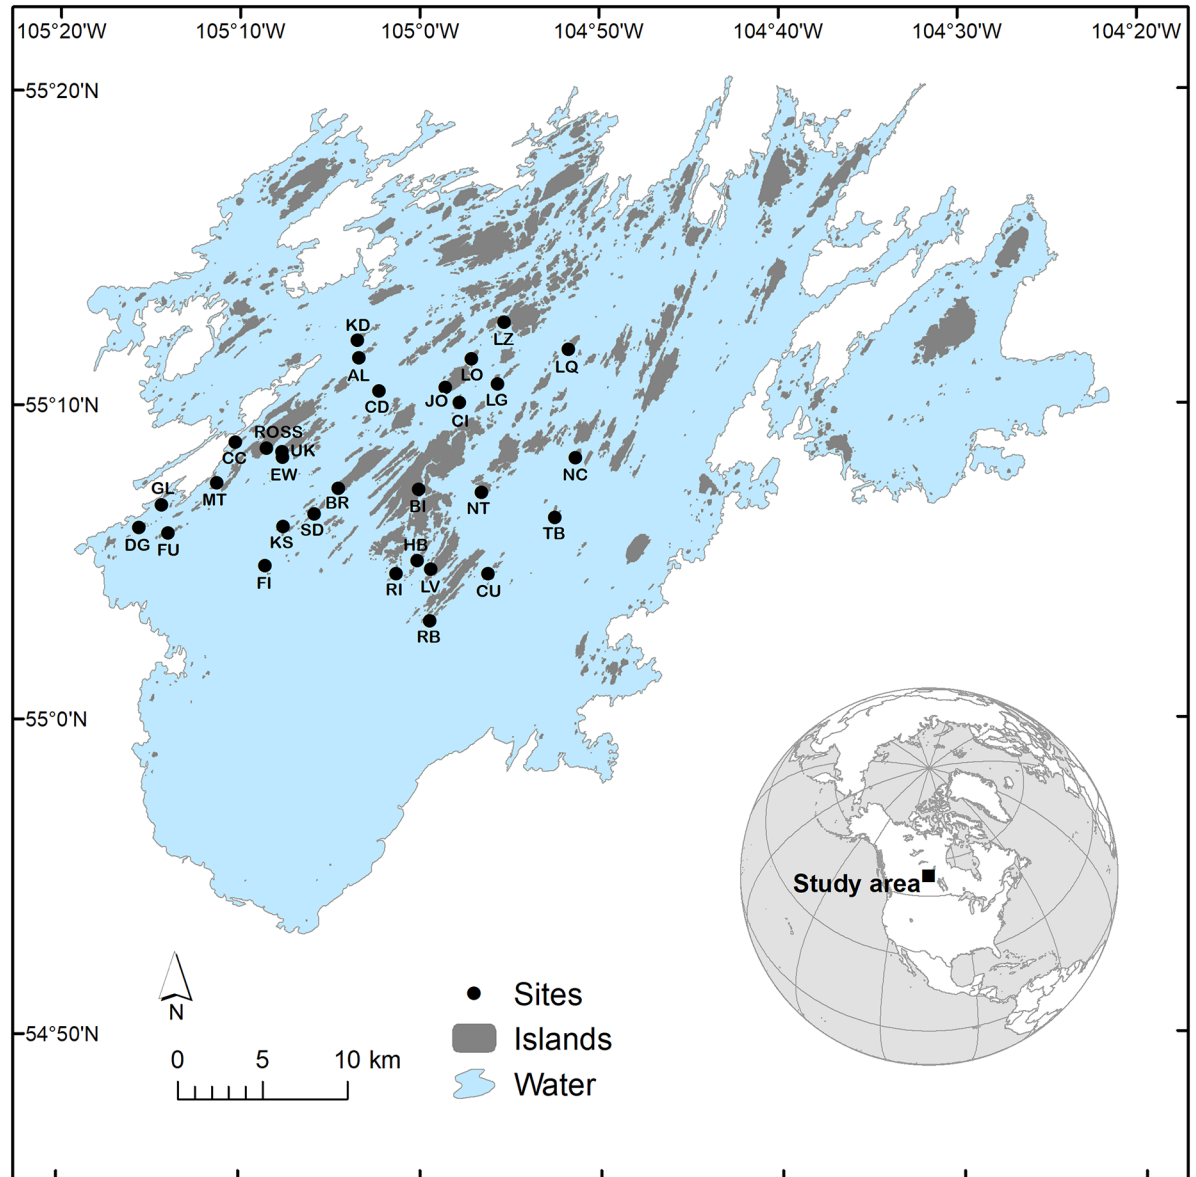 105°20'W 105°10'W 105°0'W 104°50'W 104°40'W 104°30'W 104°20'W
55°20'N
KD
LZ
LQ
AL
LO
CD
JO
LG
55°10'N
CI
ROSS
CC
UK
EW
NC
GL
MT
BR
BI
NT
SD
TB
DG
FU
KS
HB
FI
RI
LV
CU
RB
55°0'N
Study area
54°50'N
N
0 5 10 km
Sites
Islands
Water